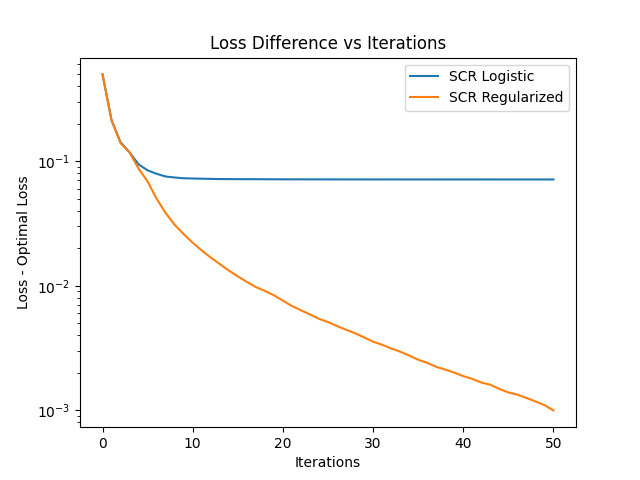 Loss Difference vs Iterations
SCR Logistic
SCR Regularized
Loss - Optimal Loss
10⁻¹
10⁻²
10⁻³
0 10 20 30 40 50
Iterations